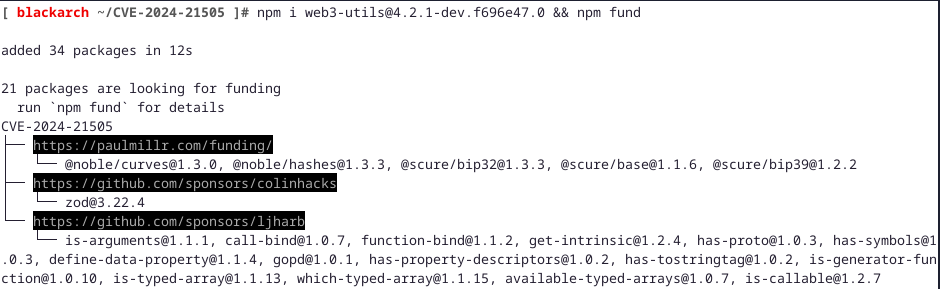 [ blackarch ~/CVE-2024-21505 ]# npm i web3-utils@4.2.1-dev.f696e47.0 && npm fund
added 34 packages in 12s
21 packages are looking for funding
run `npm fund` for details
CVE-2024-21505
https://paulmillr.com/funding/
@noble/curves@1.3.0, @noble/hashes@1.3.3, @scure/bip32@1.3.3, @scure/base@1.1.6, @scure/bip39@1.2.2
https://github.com/sponsors/colinhacks
zod@3.22.4
https://github.com/sponsors/ljharb
is-arguments@1.1.1, call-bind@1.0.7, function-bind@1.1.2, get-intrinsic@1.2.4, has-proto@1.0.3, has-symbols@1
.0.3, define-data-property@1.1.4, gopd@1.0.1, has-property-descriptors@1.0.2, has-tostringtag@1.0.2, is-generator-fun
ction@1.0.10, is-typed-array@1.1.13, which-typed-array@1.1.15, available-typed-arrays@1.0.7, is-callable@1.2.7